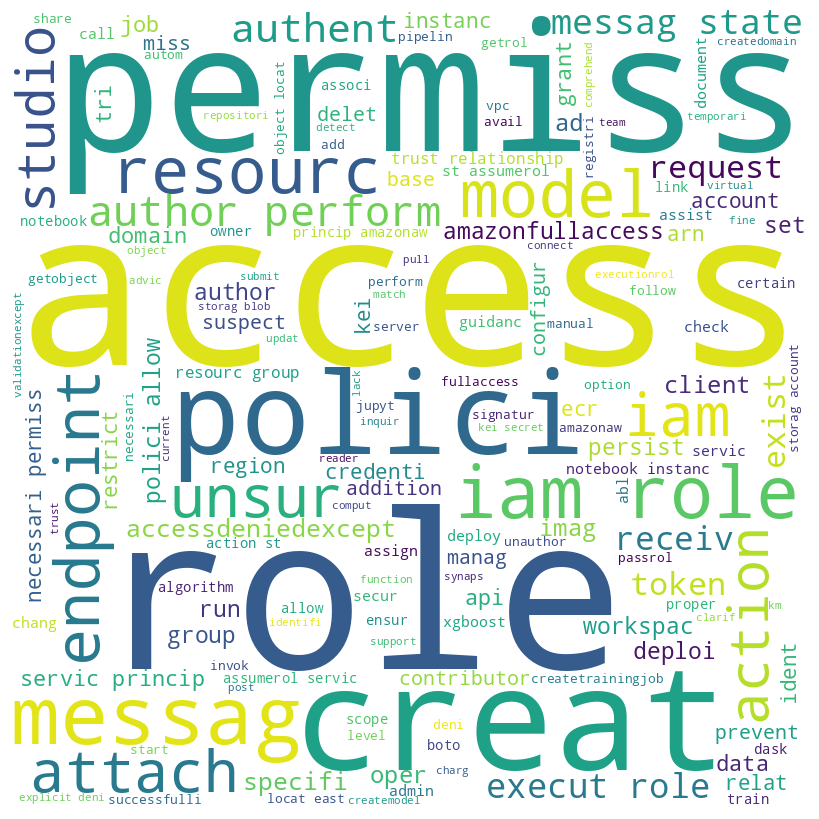 share
call
job
miss
autom
authent
instanc
pipelin
getrol
messag state
createdomain
studio
permiss
tri
object locat
associ
delet
repositori
detect
add
vpc
avail
grant
ad
registri
comprehend
team
document
temporari
resourc
trust relationship
base
st assumerol
model
request
link
virtual
account
assist
fine
set
notebook
author perform
domain
owner
princip amazonaw
amazonfullaccess
arn
object
pull
connect
access
getobject
advic
submit
author
storag blob
suspect
updat
kei
perform
match
server
guidanc
configur
manual
executionrol
follow
check
certain
validationexcept
necessari permiss
endpoint
restrict
necessari
polici allow
current
resourc group
polici
lack
jupyt
inquir
fullaccess
signatur
kei secret
option
ecr
amazonaw
iam
client
exist
storag account
region
reader
credenti
persist
servic
notebook instanc
unsur
addition
iam role
abl
trust
accessdeniedexcept
comput
imag
receiv
action st
role
assign
deploy
unauthor
manag
passrol
action
algorithm
function
synaps
secur
api
token
proper
km
run
allow
identifi
ensur
support
xgboost
workspac
clarif
chang
group
deploi
ident
invok
servic princip
assumerol servic
post
contributor
createtrainingjob
messag
creat
scope
level
deni
boto
prevent
start
dask
data
attach
specifi
oper
charg
admin
execut role
relat
explicit deni
successfulli
locat east
createmodel
train